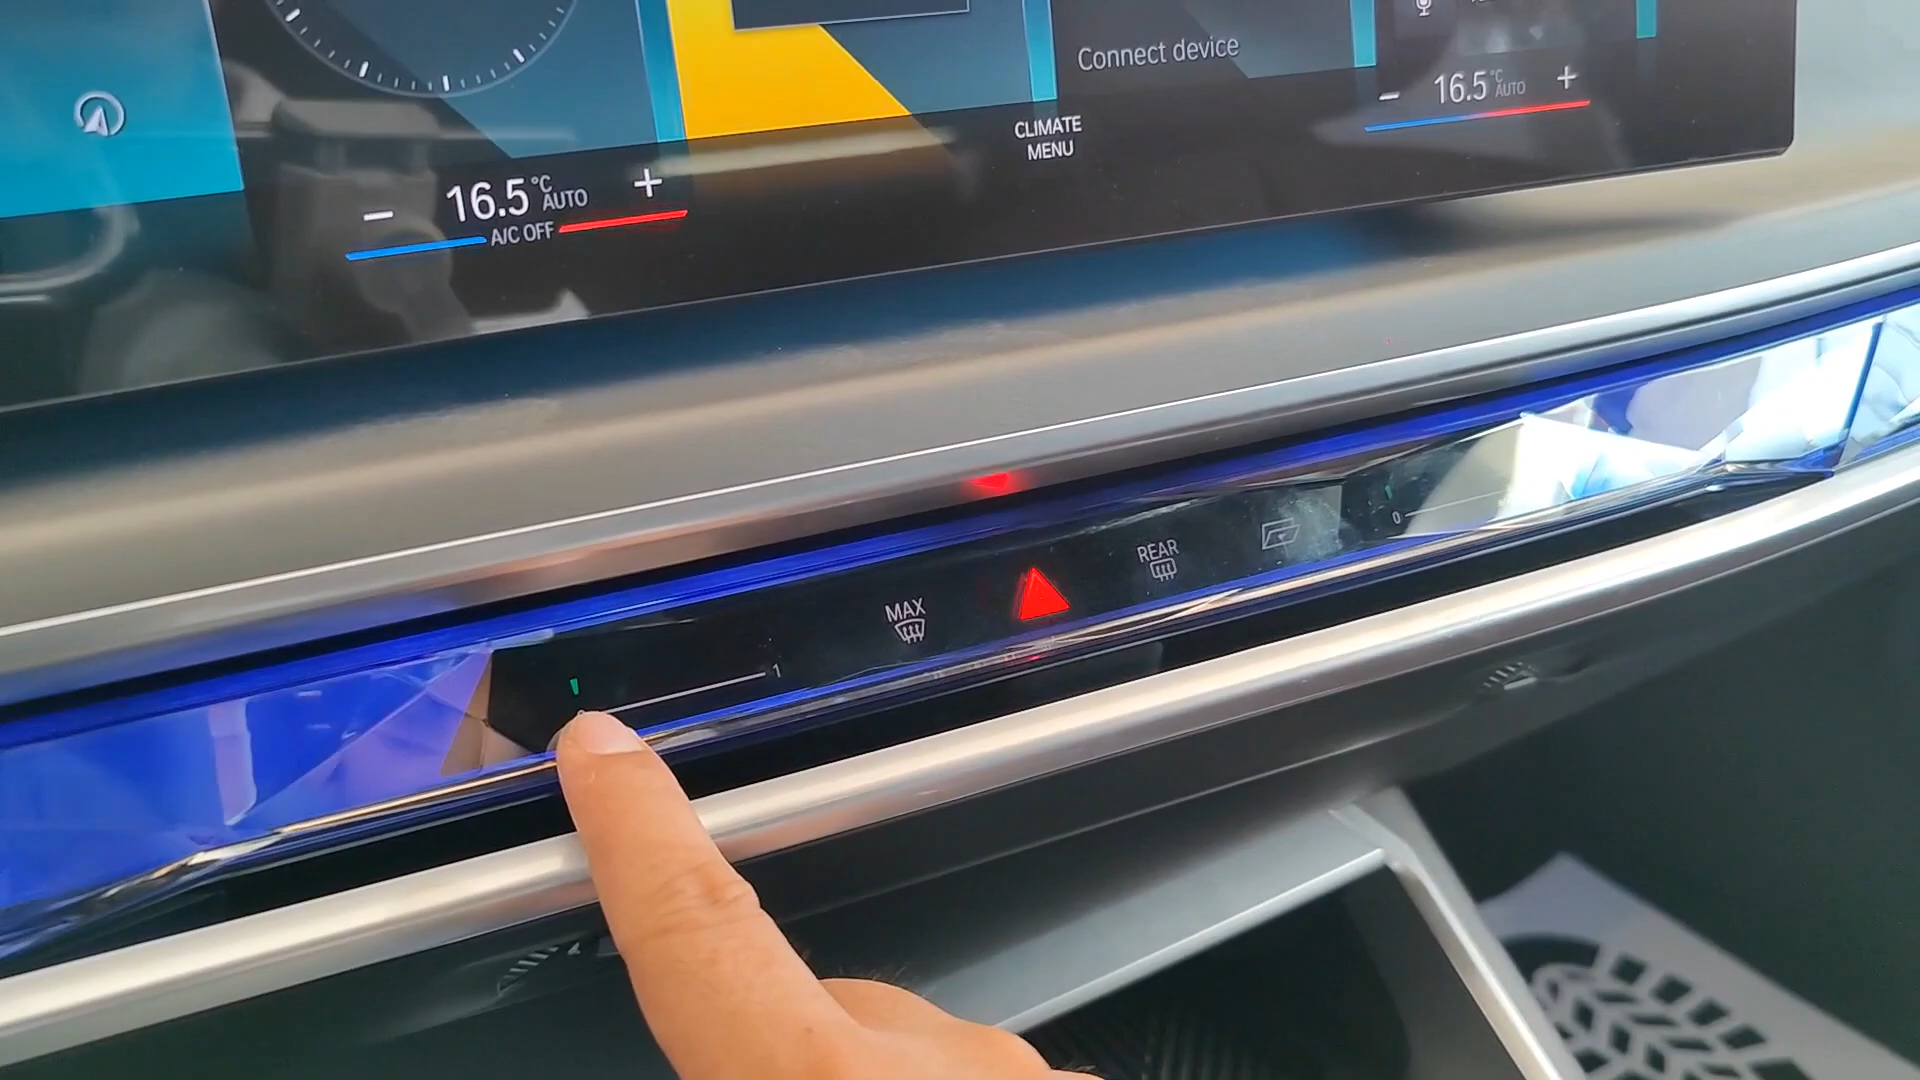 Connect device
16.5 °C AUTO
CLIMATE
MENU
16.5 °C AUTO
A/C OFF
REAR
0
MAX
1